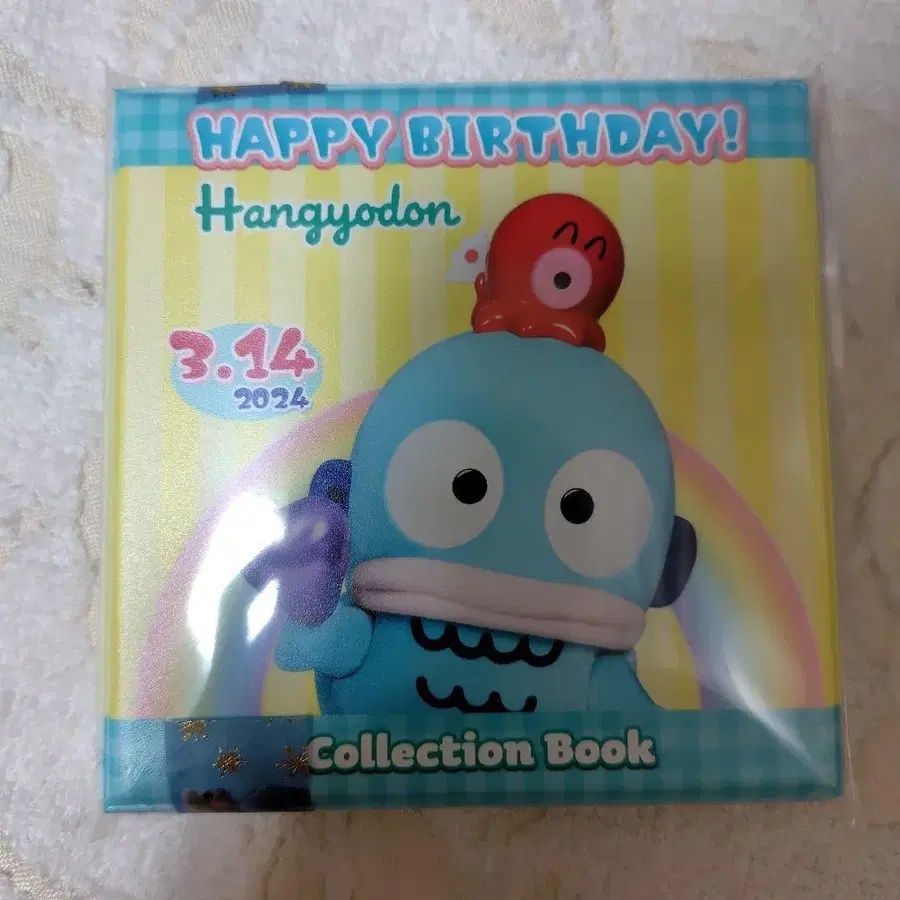 HAPPY BIRTHDAY!
Hangyodon
3.14
2024
Collection Book